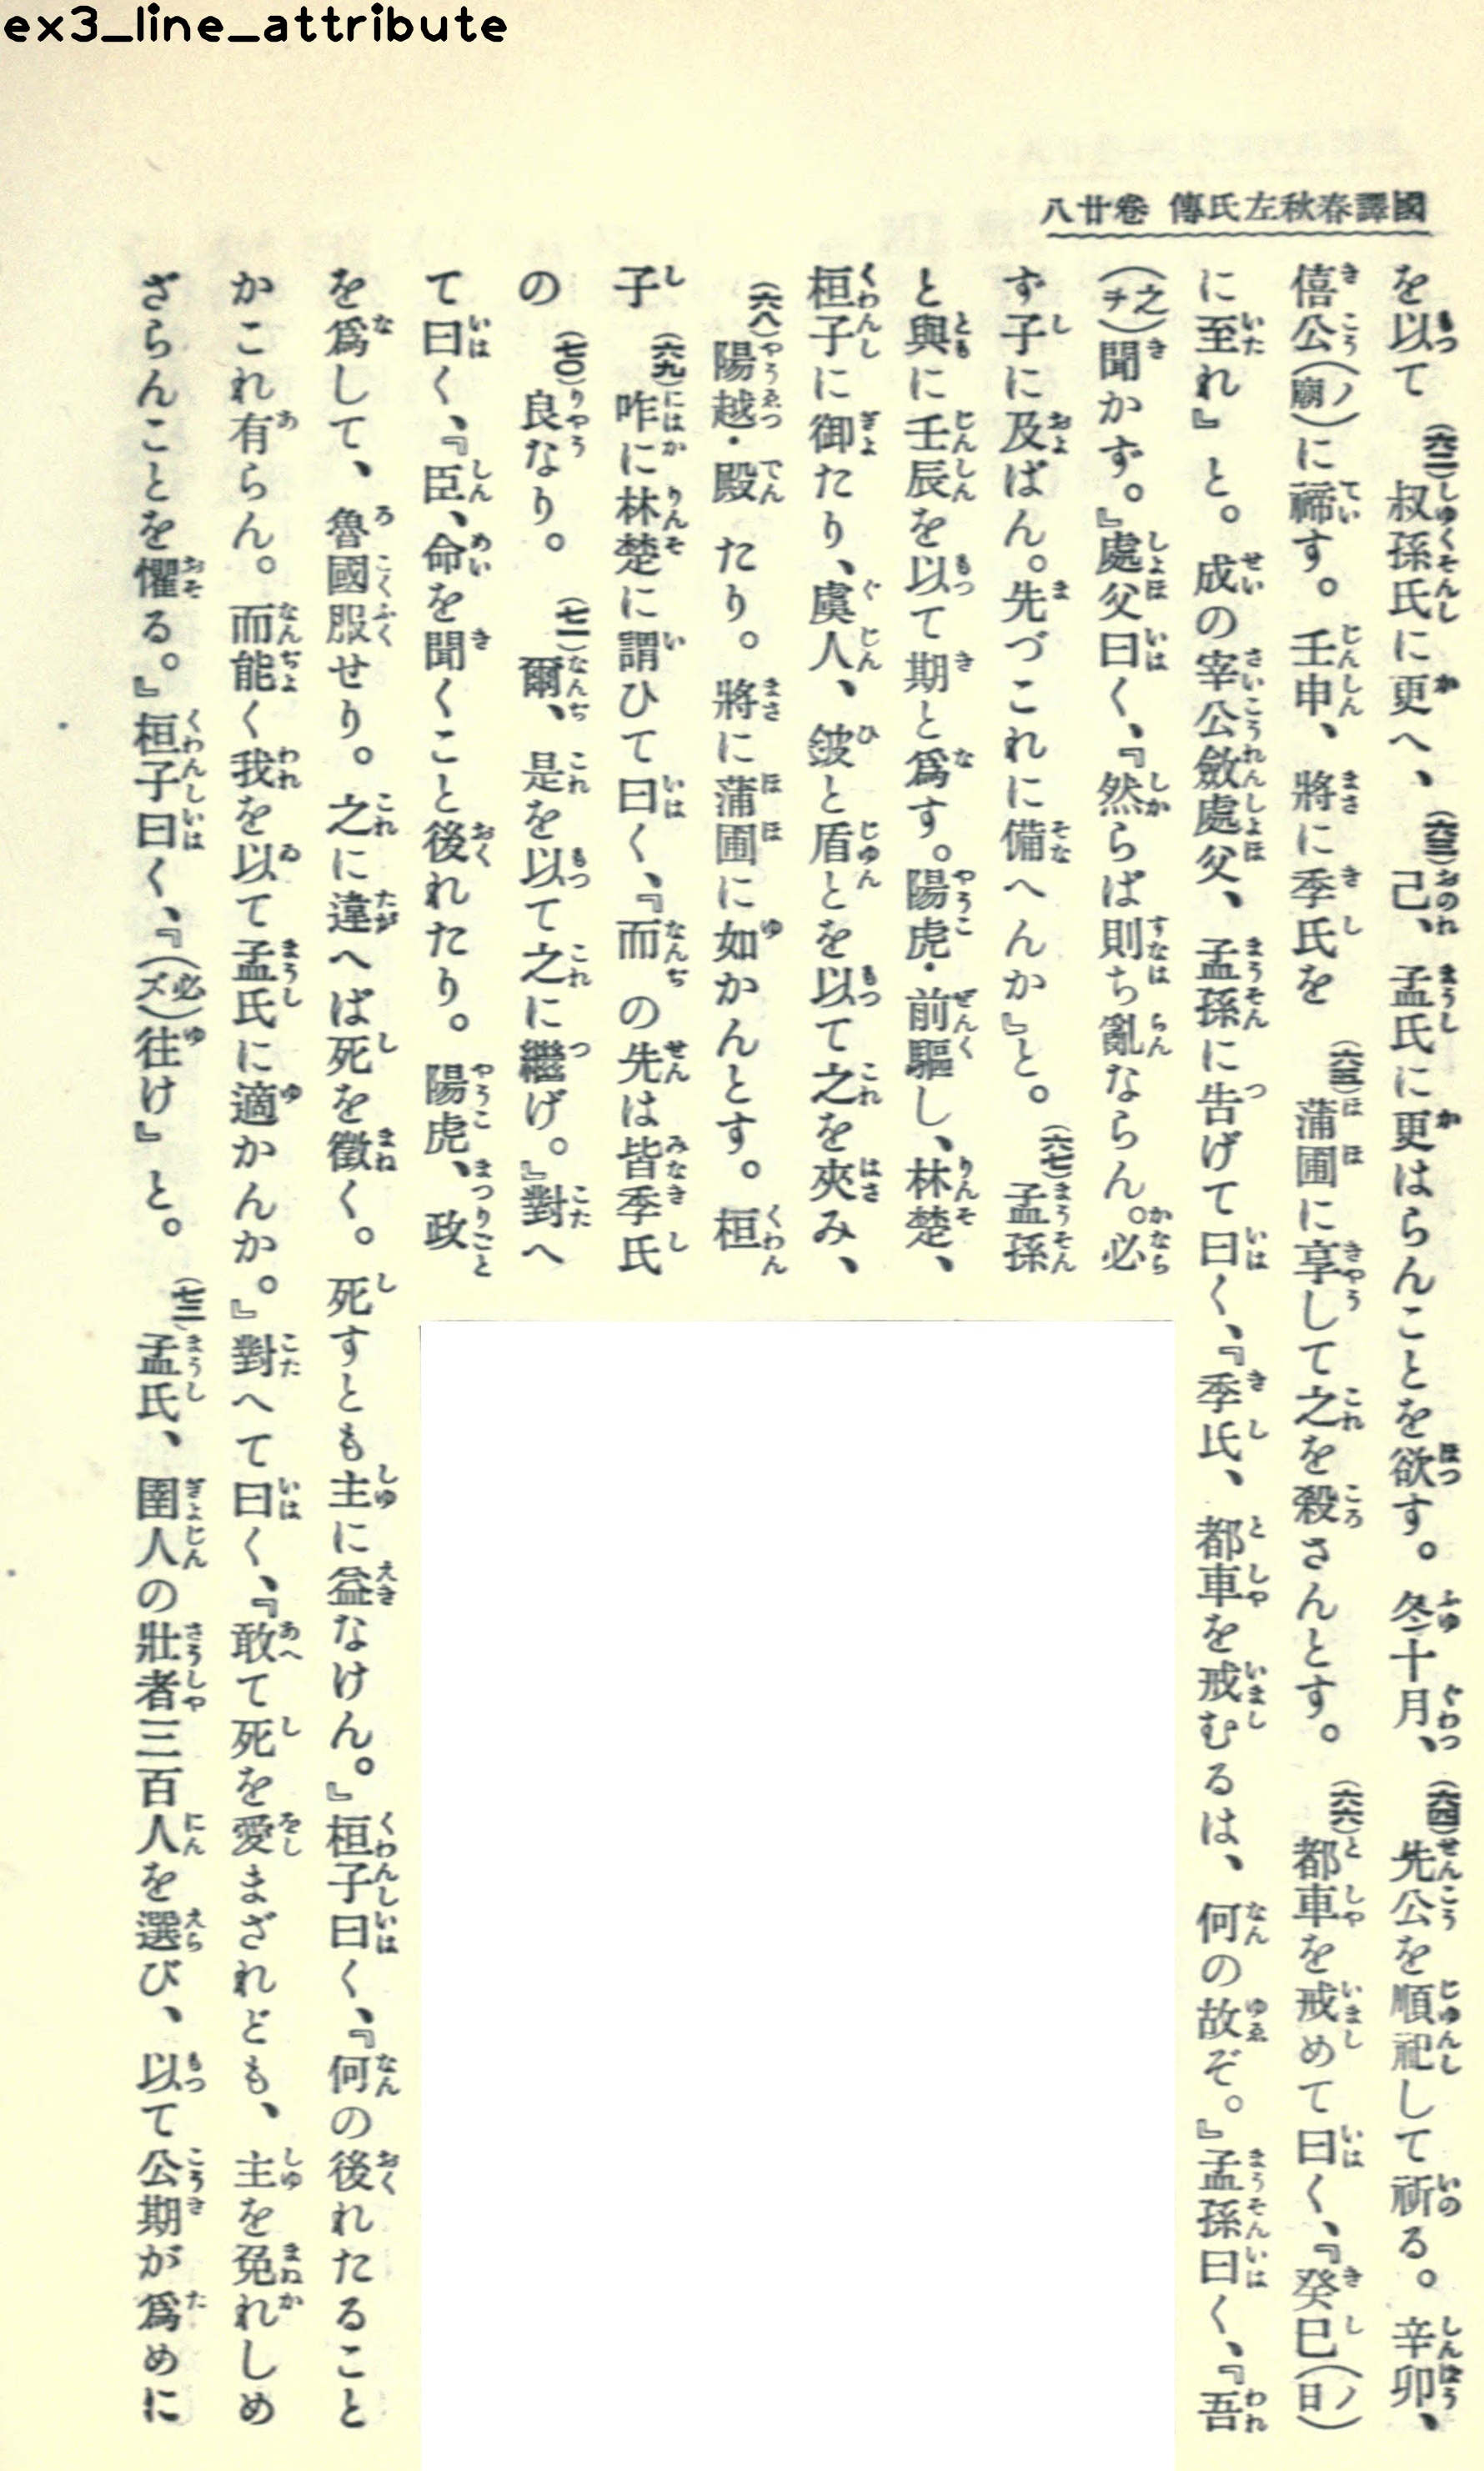 ex3_line_attribute
國譯春秋左氏傳 卷廿八
を以て(六二)叔孫氏に更へ、(六三)己、孟氏に更はらんことを欲す。冬十月、(六四)先公を順祀して祈る。辛卯、
僖公(ノ廟)に禘す。壬申、將に季氏を(六五)蒲圃に享して之を殺さんとす。(六六)都車を戒めて曰く、『癸巳(ノ日)
に至れ』と。成の宰公斂處父、孟孫に告げて曰く、『季氏、都車を戒むるは、何の故ぞ。』孟孫曰く、『吾
(之ヲ)聞かず。』處父曰く、『然らば則ち亂ならん。必
ず子に及ばん。先づこれに備へんか』と。(六七)孟孫
と與に壬辰を以て期と爲す。陽虎・前驅し、林楚、
桓子に御たり、虞人、鈹と盾とを以て之を夾み、
(六八)陽越・殿たり。將に蒲圃に如かんとす。桓
子(六九)咋に林楚に謂ひて曰く、『而の先は皆季氏
の(七〇)良なり。(七一)爾、是を以て之に繼げ。』對へ
て曰く、『臣、命を聞くこと後れたり。陽虎、政
を爲して、魯國服せり。之に違へば死を徵く。死すとも主に益なけん。』桓子曰く、『何の後れたること
かこれ有らん。而能く我を以て孟氏に適かんか。』對へて曰く、『敢て死を愛まざれども、主を免れしめ
ざらんことを懼る。』桓子曰く、『(必ズ)往け』と。(七二)孟氏、圉人の壯者三百人を選び、以て公期が爲めに